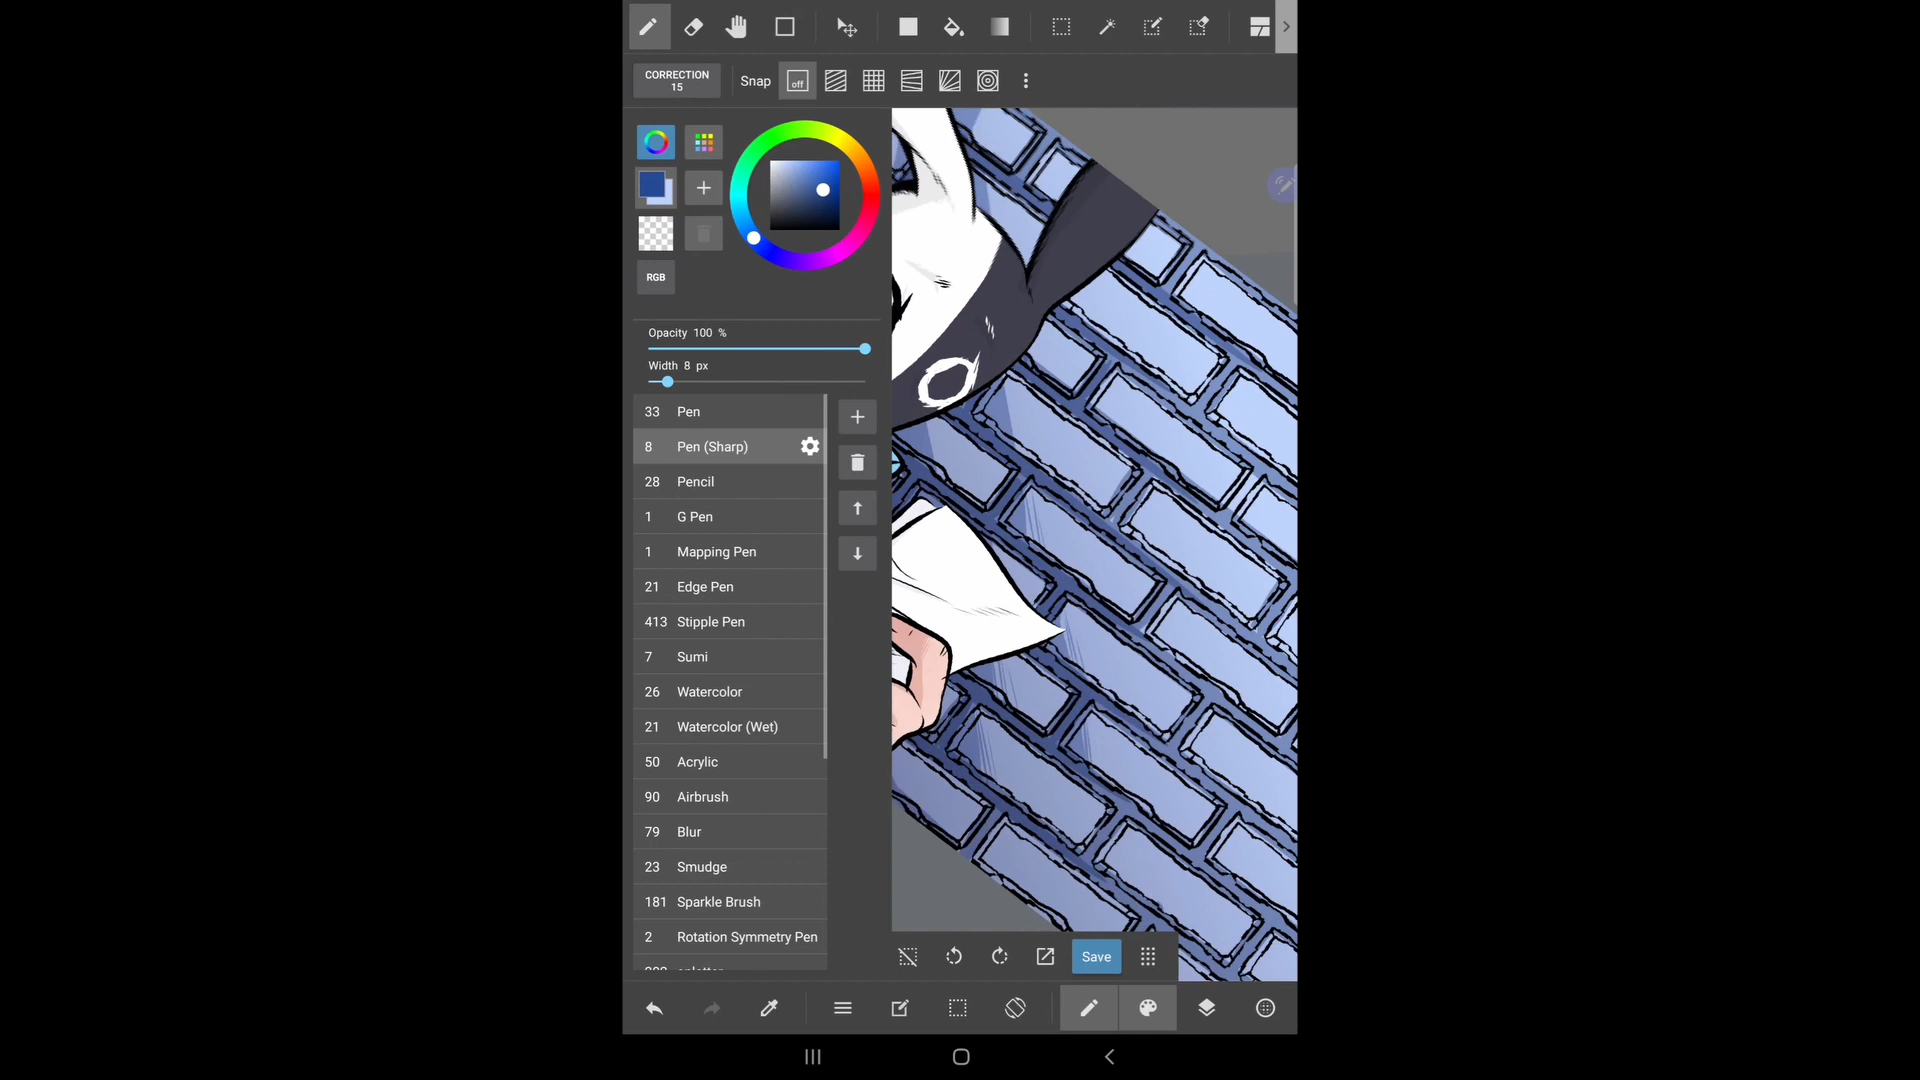 CORRECTION
15
Snap
off
RGB
Opacity 100 %
Width 8 px
33 Pen
8 Pen (Sharp)
28 Pencil
1 G Pen
1 Mapping Pen
21 Edge Pen
413 Stipple Pen
7 Sumi
26 Watercolor
21 Watercolor (Wet)
50 Acrylic
90 Airbrush
79 Blur
23 Smudge
181 Sparkle Brush
2 Rotation Symmetry Pen
Save